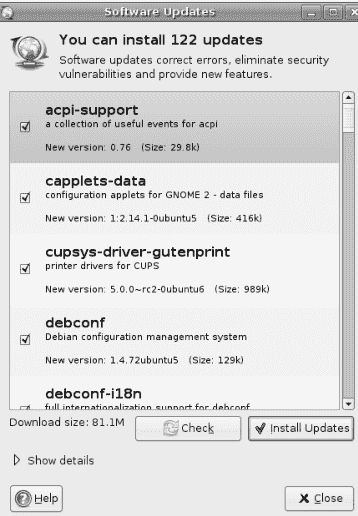 Software Updates
You can install 122 updates
Software updates correct errors, eliminate security
vulnerabilities and provide new features.
acpi-support
a collection of useful events for acpi
New version: 0.76 (Size: 29.8k)
capplets-data
configuration applets for GNOME 2 - data files
New version: 1:2.14.1-0ubuntu5 (Size: 416k)
cupsys-driver-gutenprint
printer drivers for CUPS
New version: 5.0.0~rc2-0ubuntu6 (Size: 989k)
debconf
Debian configuration management system
New version: 1.4.72ubuntu5 (Size: 129k)
debconf-i18n
full internationalization support for debconf
Download size: 81.1M
Check
Install Updates
Show details
Help
Close